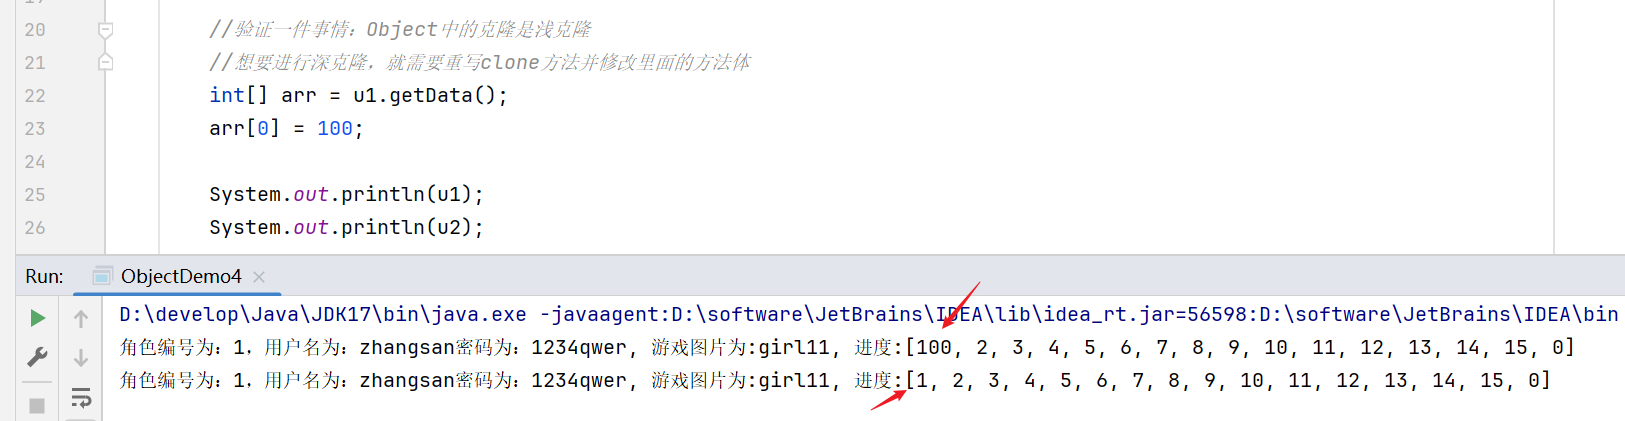 20 //验证一件事情：Object中的克隆是浅克隆
21 //想要进行深克隆，就需要重写clone方法并修改里面的方法体
22 int[] arr = u1.getData();
23 arr[0] = 100;
24
25 System.out.println(u1);
26 System.out.println(u2);
Run: ObjectDemo4
D:\develop\Java\JDK17\bin\java.exe -javaagent:D:\software\JetBrains\IDEA\lib\idea_rt.jar=56598:D:\software\JetBrains\IDEA\bin
角色编号为：1，用户名为：zhangsan密码为：1234qwer, 游戏图片为:girl11, 进度:[100, 2, 3, 4, 5, 6, 7, 8, 9, 10, 11, 12, 13, 14, 15, 0]
角色编号为：1，用户名为：zhangsan密码为：1234qwer, 游戏图片为:girl11, 进度:[1, 2, 3, 4, 5, 6, 7, 8, 9, 10, 11, 12, 13, 14, 15, 0]